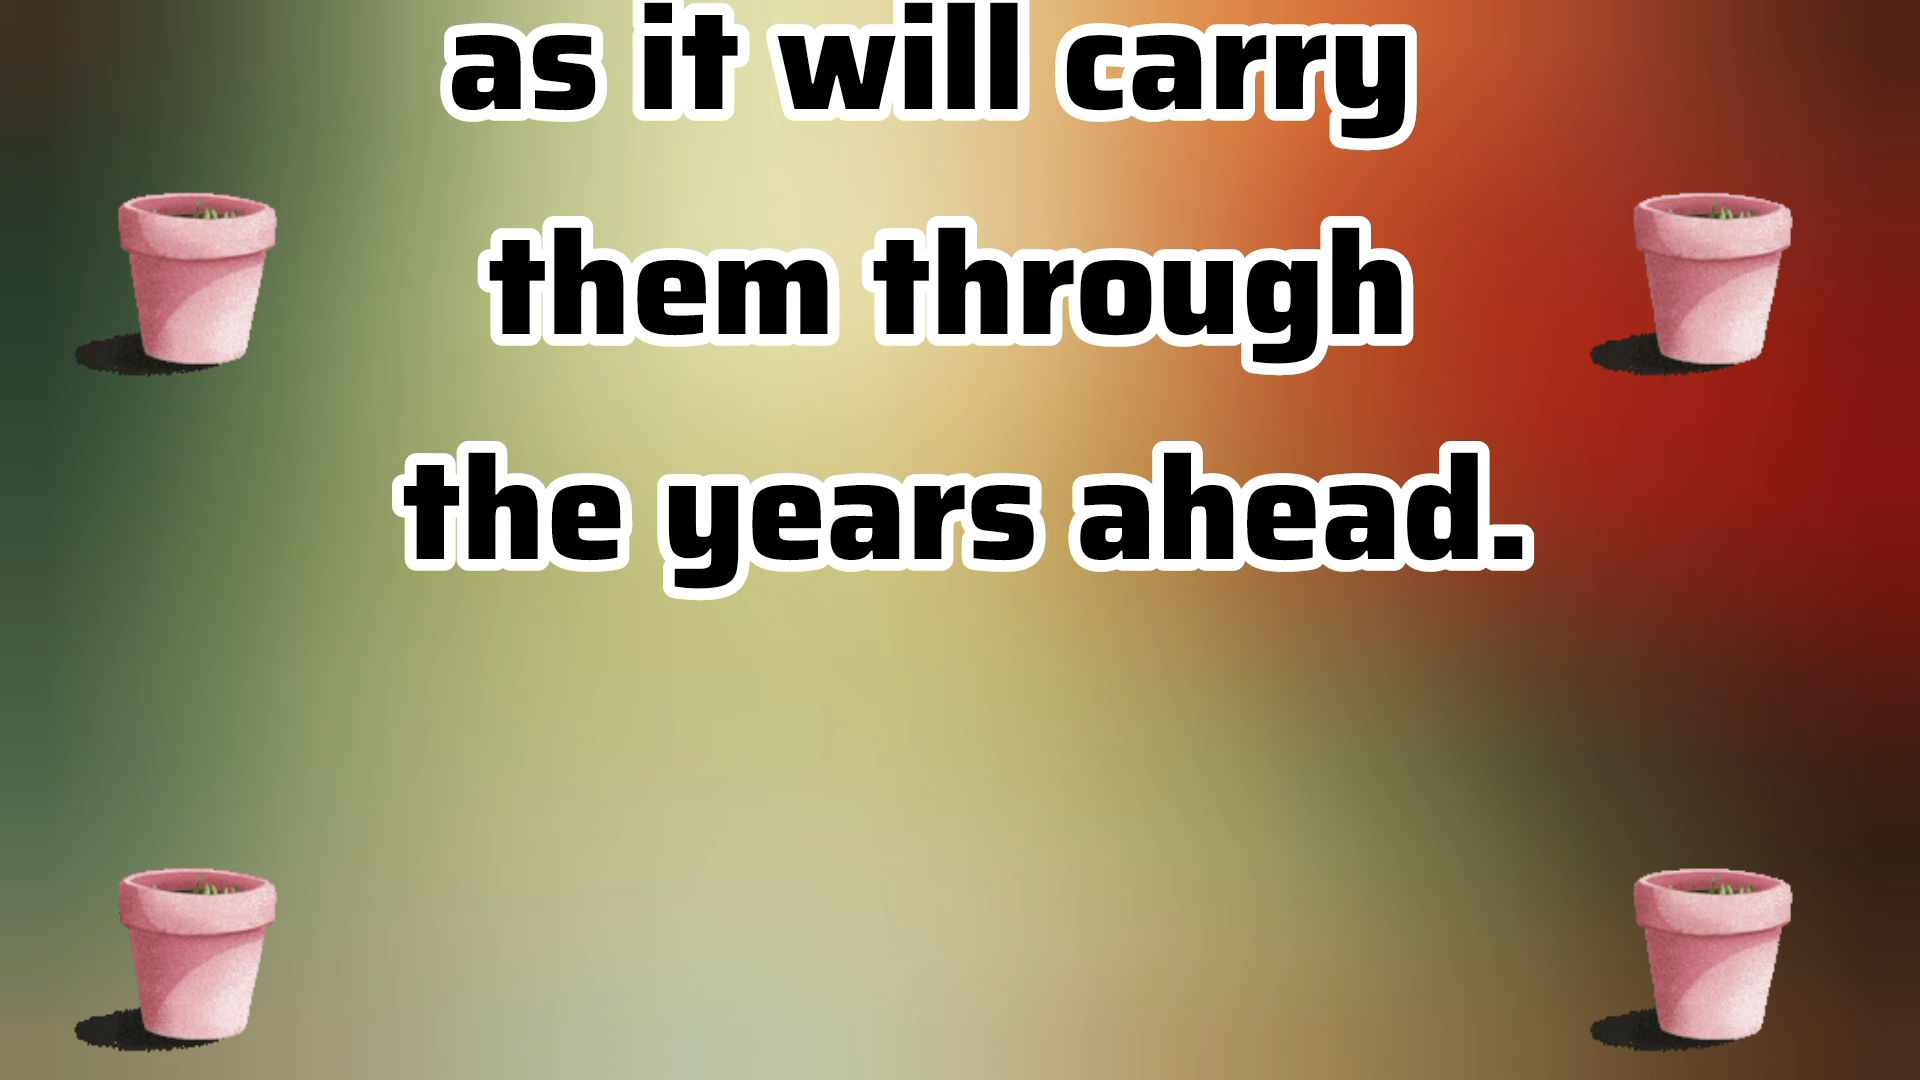 as it will carry
them through
the years ahead.